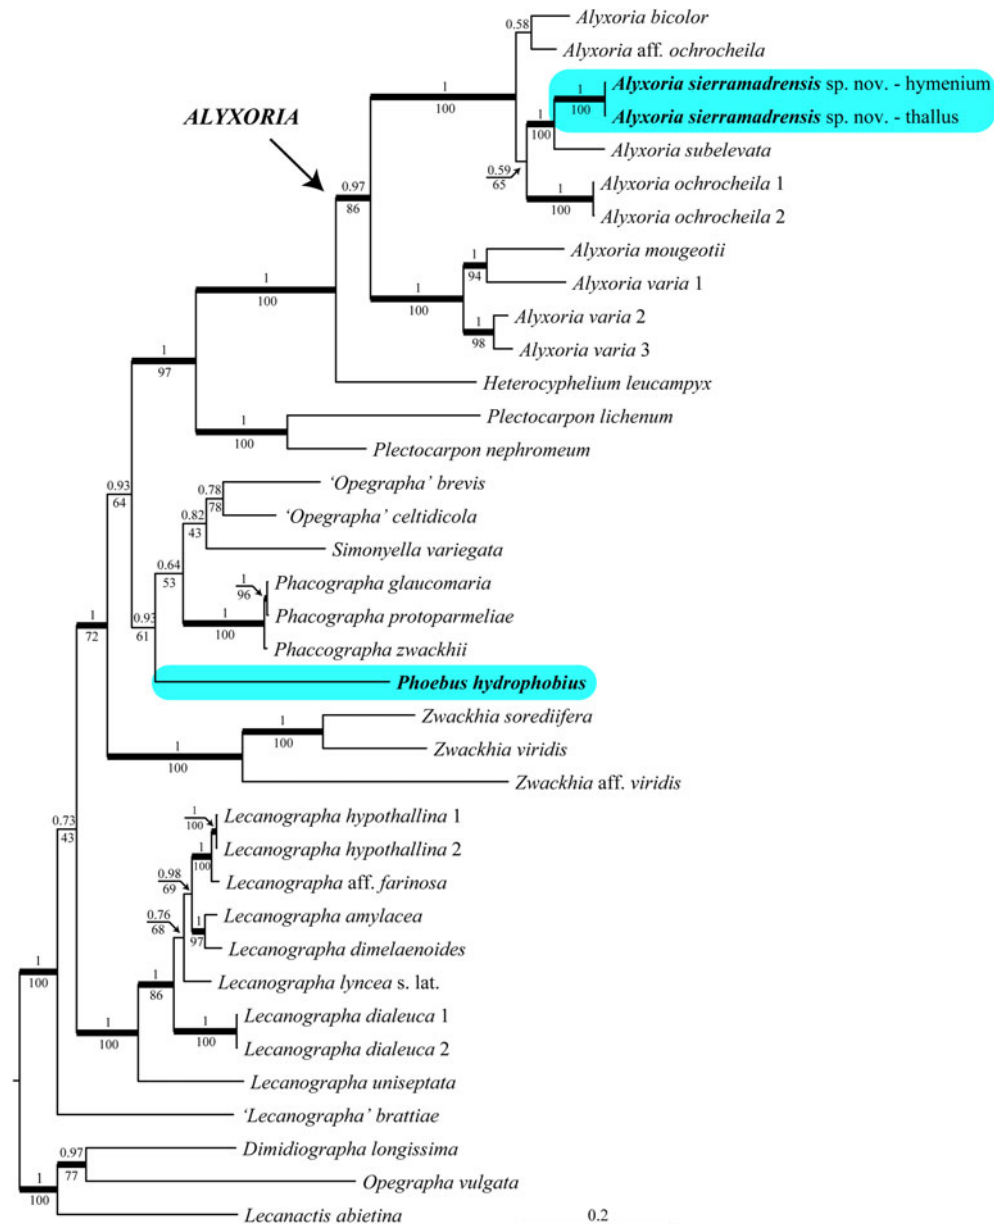 0.58
Alyxoria bicolor
Alyxoria aff. ochrocheila
1
100
Alyxoria sierramadrensis sp. nov. - hymenium
Alyxoria sierramadrensis sp. nov. - thallus
1
100
ALYXORIA
1
100
Alyxoria subelevata
0.59
65
0.97
86
1
100
Alyxoria ochrocheila 1
Alyxoria ochrocheila 2
Alyxoria mougeotii
1
94
Alyxoria varia 1
1
100
1
100
1
98
Alyxoria varia 2
Alyxoria varia 3
1
97
Heterocyphelium leucampyx
Plectocarpon lichenum
1
100
Plectocarpon nephromeum
0.93
64
0.78
78
'Opegrapha' brevis
'Opegrapha' celtidicola
0.82
43
Simonyella variegata
0.64
53
1
96
Phacographa glaucomaria
Phacographa protoparmeliae
1
100
Phaccographa zwackhii
0.93
61
1
72
Phoebus hydrophobius
Zwackhia sorediifera
1
100
Zwackhia viridis
1
100
Zwackhia aff. viridis
1
100
Lecanographa hypothallina 1
Lecanographa hypothallina 2
0.73
43
1
100
Lecanographa aff. farinosa
0.98
69
Lecanographa amylacea
1
97
Lecanographa dimelaenoides
0.76
68
Lecanographa lyncea s. lat.
1
100
1
86
Lecanographa dialeuca 1
1
100
Lecanographa dialeuca 2
1
100
Lecanographa uniseptata
'Lecanographa' brattiae
Dimidiographa longissima
0.97
77
Opegrapha vulgata
1
100
Lecanactis abietina
0.2